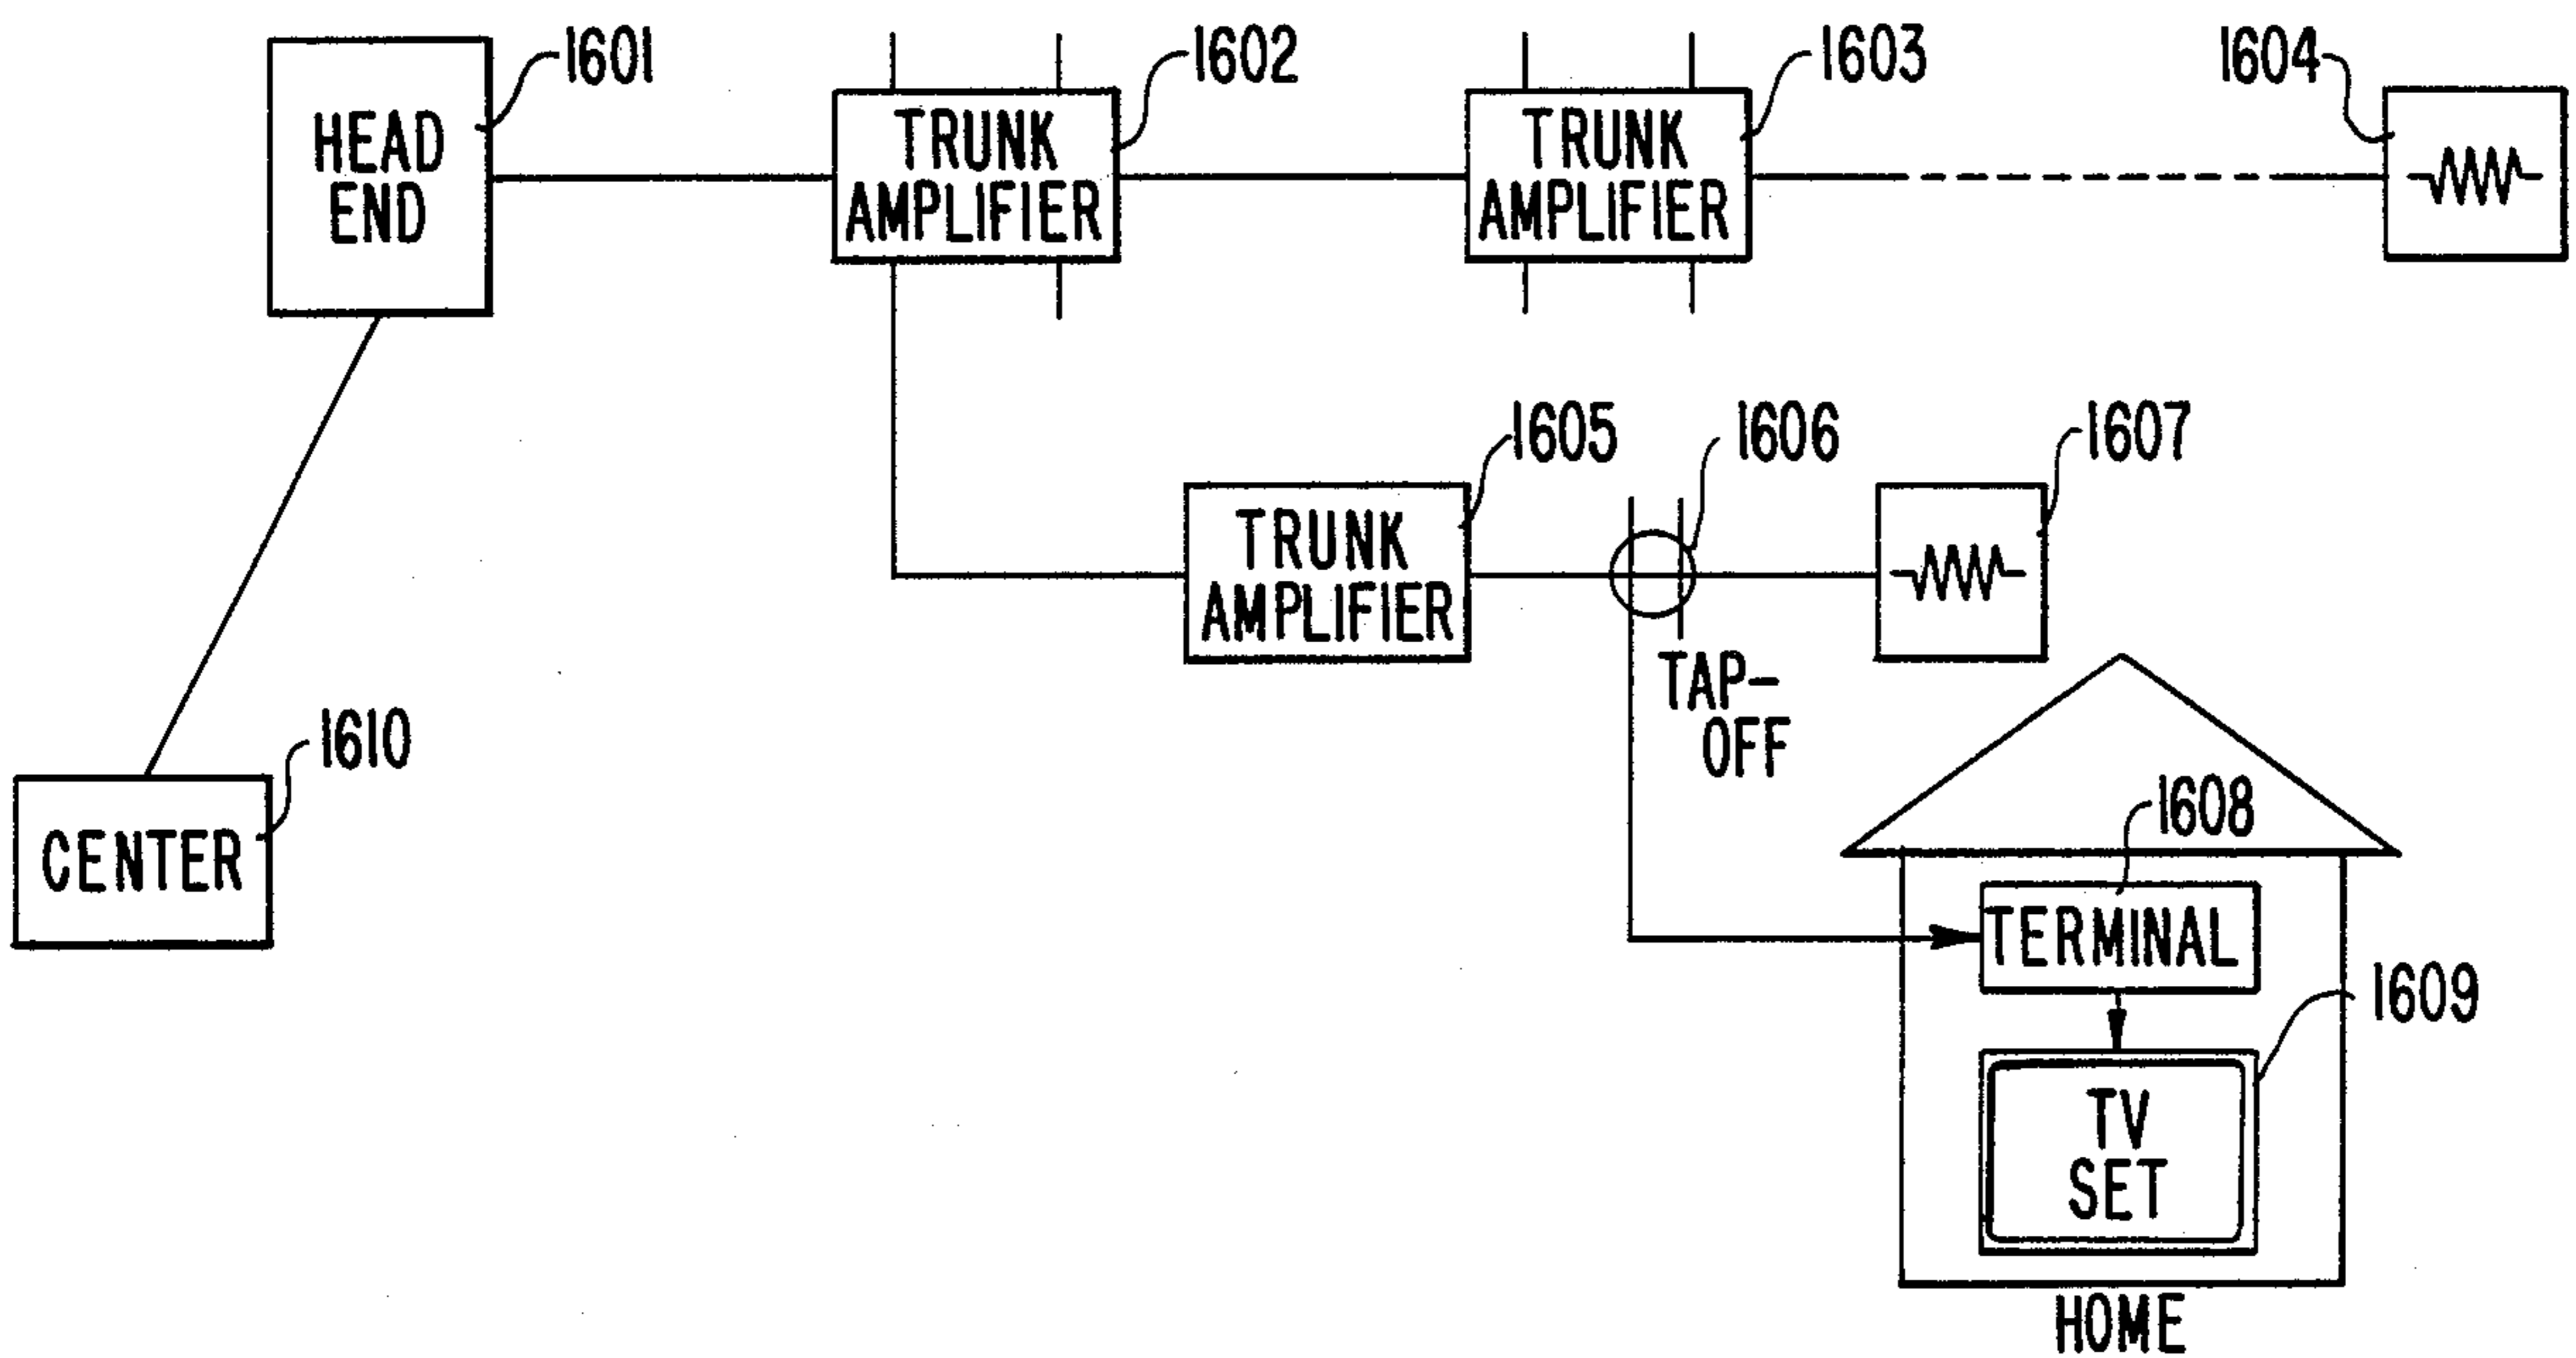 1601
HEAD
END
1602
TRUNK
AMPLIFIER
1603
TRUNK
AMPLIFIER
1604
1605
TRUNK
AMPLIFIER
1606
TAP-
OFF
1607
1610
CENTER
1608
TERMINAL
1609
TV
SET
HOME